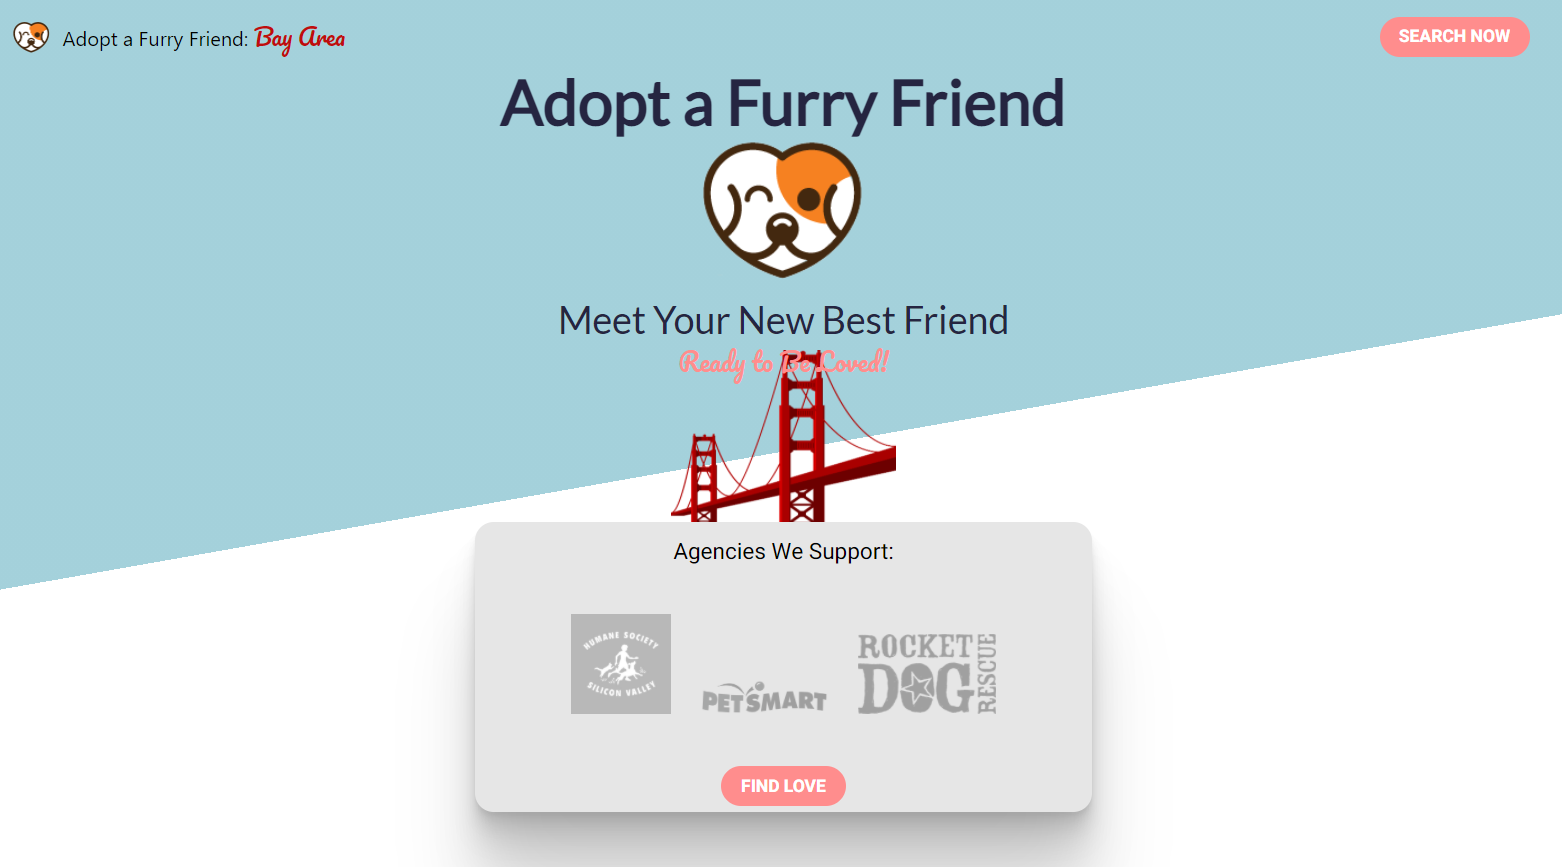 Adopt a Furry Friend: Bay Area
SEARCH NOW
Adopt a Furry Friend
Meet Your New Best Friend
Ready to Be Loved!
Agencies We Support:
HUMANE SOCIETY
SILICON VALLEY
PETSMART
ROCKET
DOG
RESCUE
FIND LOVE